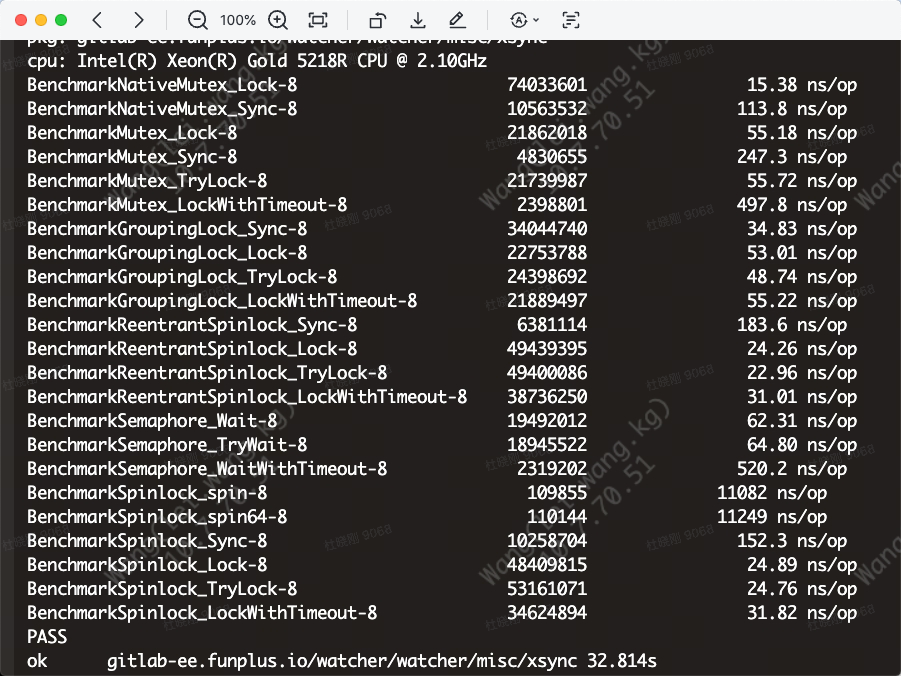 100%
pkg: gitlab-ee.funplus.io/watcher/watcher/misc/xsync
cpu: Intel(R) Xeon(R) Gold 5218R CPU @ 2.10GHz
BenchmarkNativeMutex_Lock-8 74033601 15.38 ns/op
BenchmarkNativeMutex_Sync-8 10563532 113.8 ns/op
BenchmarkMutex_Lock-8 21862018 55.18 ns/op
BenchmarkMutex_Sync-8 4830655 247.3 ns/op
BenchmarkMutex_TryLock-8 21739987 55.72 ns/op
BenchmarkMutex_LockWithTimeout-8 2398801 497.8 ns/op
BenchmarkGroupingLock_Sync-8 34044740 34.83 ns/op
BenchmarkGroupingLock_Lock-8 22753788 53.01 ns/op
BenchmarkGroupingLock_TryLock-8 24398692 48.74 ns/op
BenchmarkGroupingLock_LockWithTimeout-8 21889497 55.22 ns/op
BenchmarkReentrantSpinlock_Sync-8 6381114 183.6 ns/op
BenchmarkReentrantSpinlock_Lock-8 49439395 24.26 ns/op
BenchmarkReentrantSpinlock_TryLock-8 49400086 22.96 ns/op
BenchmarkReentrantSpinlock_LockWithTimeout-8 38736250 31.01 ns/op
BenchmarkSemaphore_Wait-8 19492012 62.31 ns/op
BenchmarkSemaphore_TryWait-8 18945522 64.80 ns/op
BenchmarkSemaphore_WaitWithTimeout-8 2319202 520.2 ns/op
BenchmarkSpinlock_spin-8 109855 11082 ns/op
BenchmarkSpinlock_spin64-8 110144 11249 ns/op
BenchmarkSpinlock_Sync-8 10258704 152.3 ns/op
BenchmarkSpinlock_Lock-8 48409815 24.89 ns/op
BenchmarkSpinlock_TryLock-8 53161071 24.76 ns/op
BenchmarkSpinlock_LockWithTimeout-8 34624894 31.82 ns/op
PASS
ok gitlab-ee.funplus.io/watcher/watcher/misc/xsync 32.814s